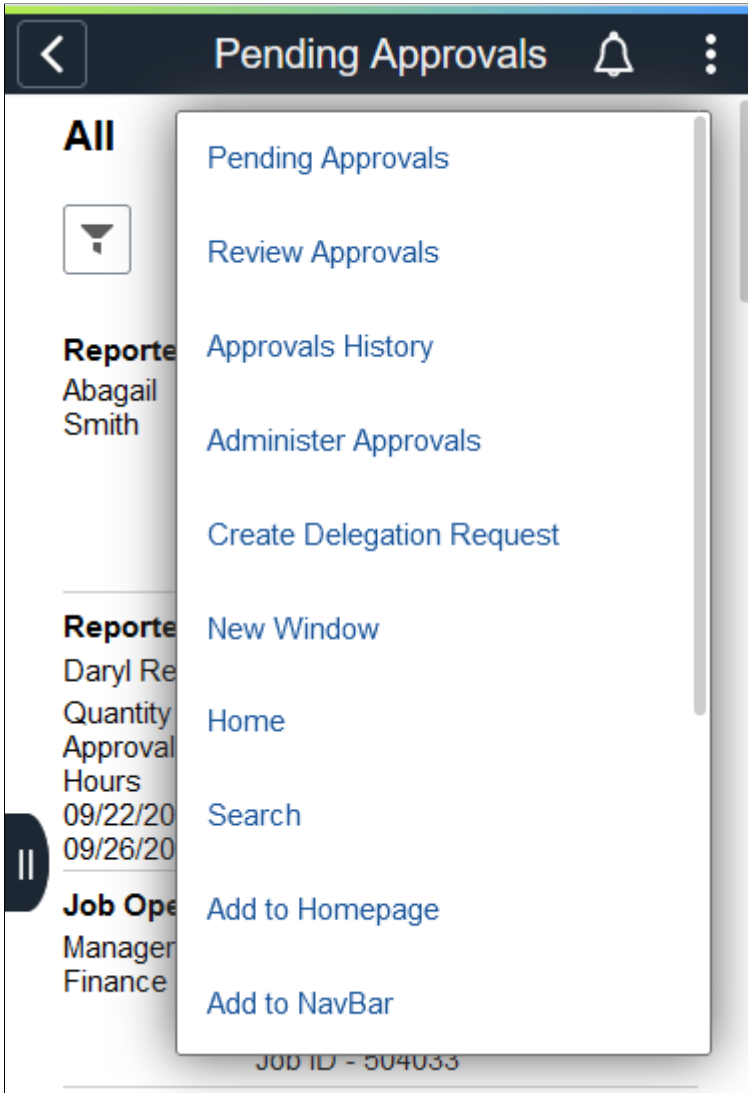 Pending Approvals
All
Pending Approvals
Review Approvals
Approvals History
Administer Approvals
Create Delegation Request
New Window
Home
Search
Add to Homepage
Add to NavBar
Reporte
Abagail
Smith
Reporte
Daryl Re
Quantity
Approval
Hours
09/22/20
09/26/20
Job Ope
Manager
Finance
Job ID - 504033